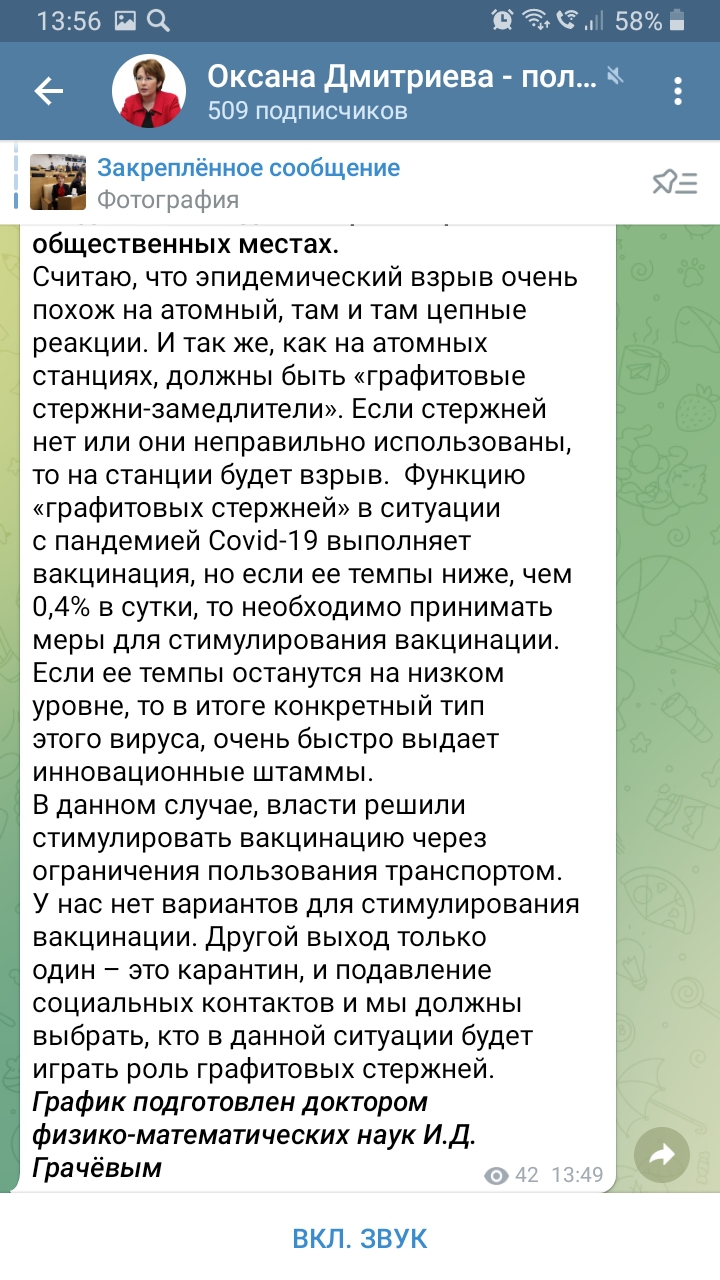 13:56
58%
Оксана Дмитриева - пол...
509 подписчиков
Закреплённое сообщение
Фотография
общественных местах.
Считаю, что эпидемический взрыв очень
похож на атомный, там и там цепные
реакции. И так же, как на атомных
станциях, должны быть «графитовые
стержни-замедлители». Если стержней
нет или они неправильно использованы,
то на станции будет взрыв.  Функцию
«графитовых стержней» в ситуации
с пандемией Covid-19 выполняет
вакцинация, но если ее темпы ниже, чем
0,4% в сутки, то необходимо принимать
меры для стимулирования вакцинации.
Если ее темпы останутся на низком
уровне, то в итоге конкретный тип
этого вируса, очень быстро выдает
инновационные штаммы.
В данном случае, власти решили
стимулировать вакцинацию через
ограничения пользования транспортом.
У нас нет вариантов для стимулирования
вакцинации. Другой выход только
один – это карантин, и подавление
социальных контактов и мы должны
выбрать, кто в данной ситуации будет
играть роль графитовых стержней.
График подготовлен доктором
физико-математических наук И.Д.
Грачёвым
42 13:49
ВКЛ. ЗВУК